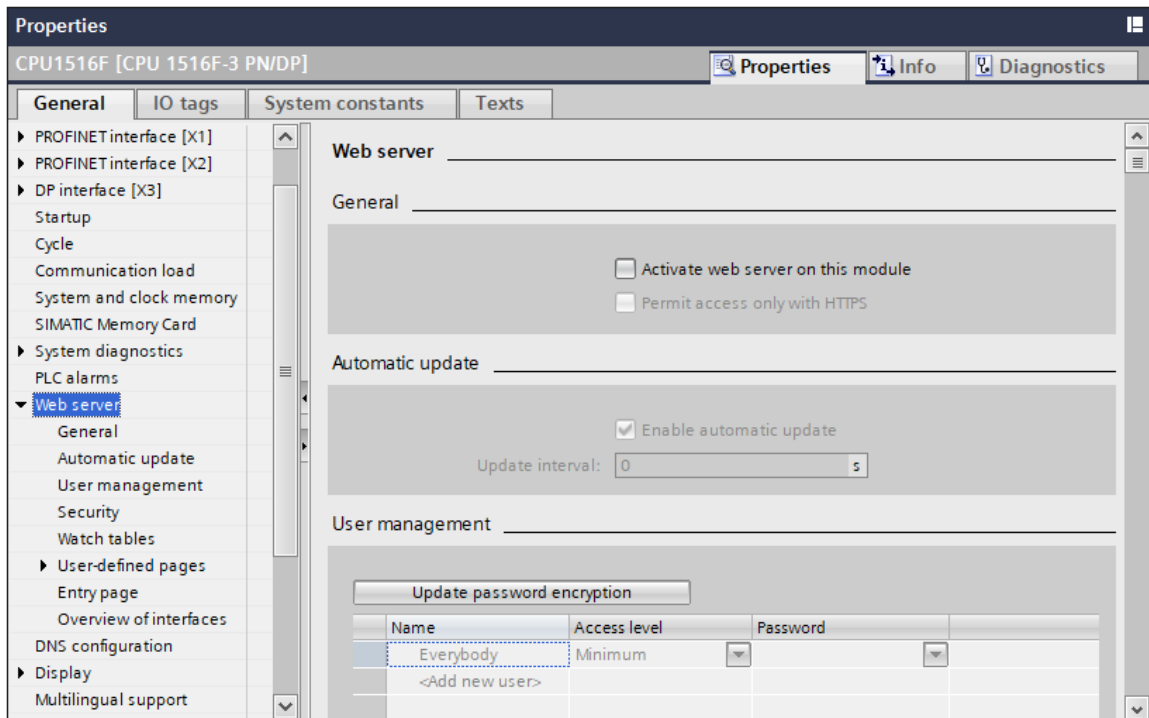 Properties
CPU1516F [CPU 1516F-3 PN/DP]
Properties
Info
Diagnostics
General
IO tags
System constants
Texts
PROFINET interface [X1]
PROFINET interface [X2]
DP interface [X3]
Startup
Cycle
Communication load
System and clock memory
SIMATIC Memory Card
System diagnostics
PLC alarms
Web server
General
Automatic update
User management
Security
Watch tables
User-defined pages
Entry page
Overview of interfaces
DNS configuration
Display
Multilingual support
Web server
General
Activate web server on this module
Permit access only with HTTPS
Automatic update
Enable automatic update
Update interval: 0 s
User management
Update password encryption
Name Access level Password
Everybody Minimum
<Add new user>